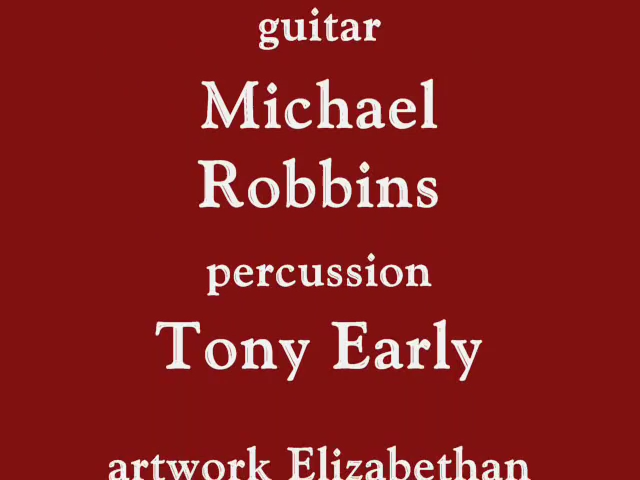 guitar
Michael
Robbins
percussion
Tony Early
artwork Elizabethan